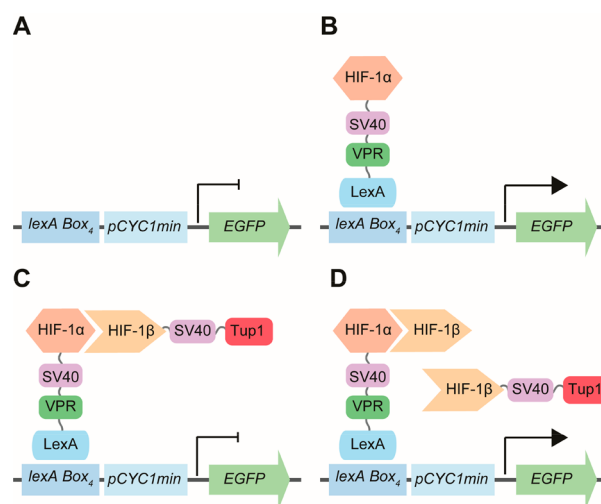 A
lexA Box4 pCYC1min EGFP
B
HIF-1α
SV40
VPR
LexA
lexA Box4 pCYC1min EGFP
C
HIF-1α HIF-1β SV40 Tup1
SV40
VPR
LexA
lexA Box4 pCYC1min EGFP
D
HIF-1α HIF-1β
SV40
HIF-1β SV40 Tup1
VPR
LexA
lexA Box4 pCYC1min EGFP